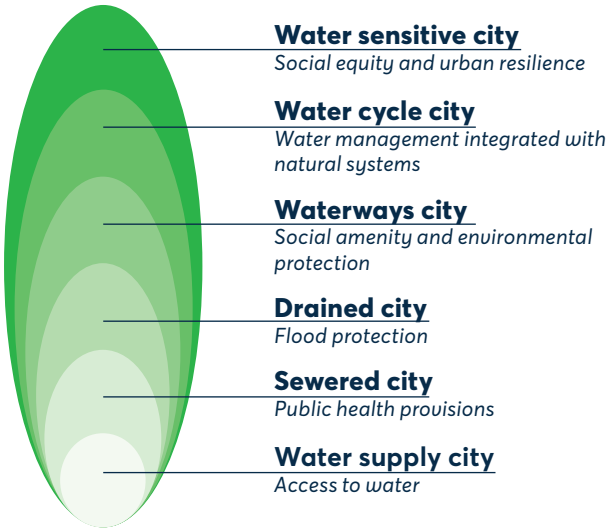 Water sensitive city
Social equity and urban resilience
Water cycle city
Water management integrated with
natural systems
Waterways city
Social amenity and environmental
protection
Drained city
Flood protection
Sewered city
Public health provisions
Water supply city
Access to water